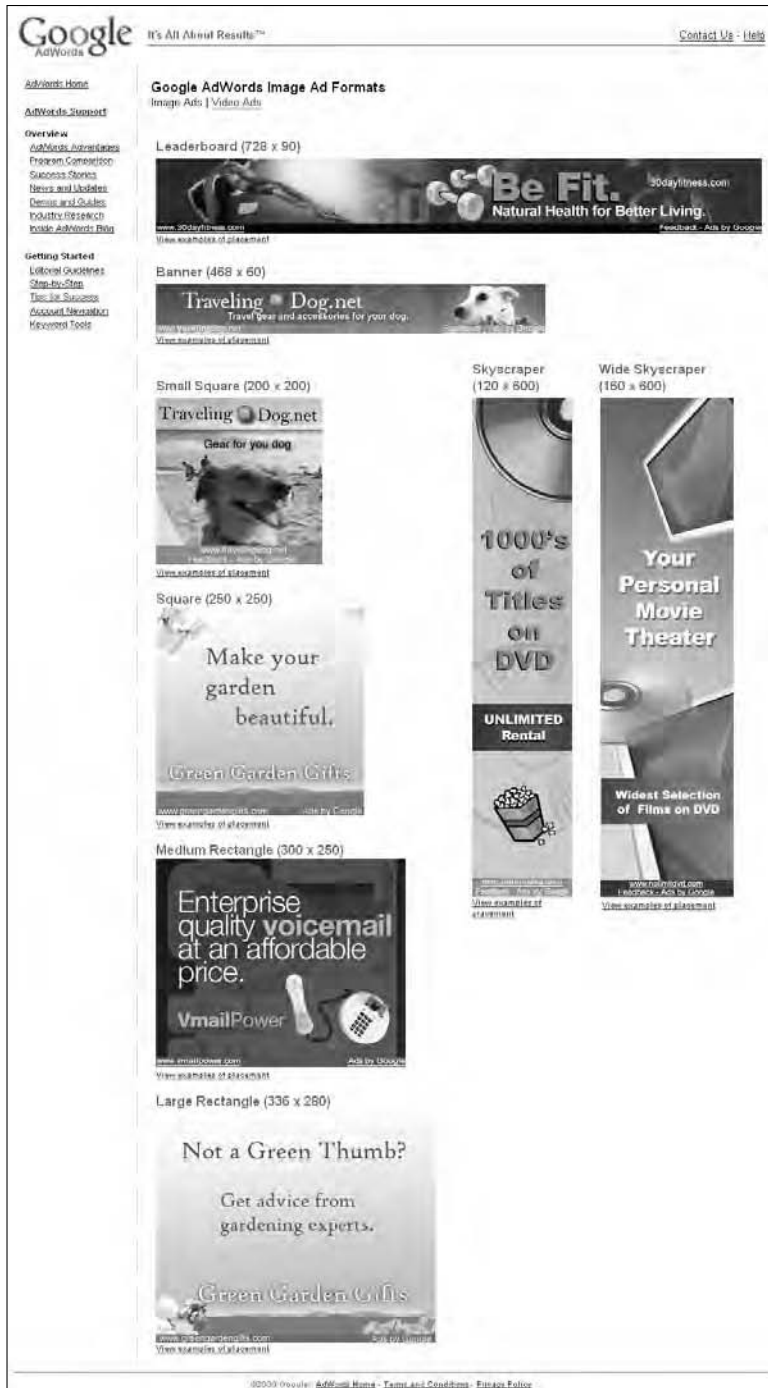 Google
AdWords
It's All About Results™
Contact Us - Help
AdWords Home
AdWords Support
Overview
AdWords Advantages
Program Comparison
Success Stories
News and Updates
Demos and Guides
Industry Research
Inside AdWords Blog
Getting Started
Editorial Guidelines
Step-by-Step
Tips for Success
Account Navigation
Keyword Tools
Google AdWords Image Ad Formats
Image Ads | Video Ads
Leaderboard (728 x 90)
Be Fit.
30dayfitness.com
Natural Health for Better Living.
www.30dayfitness.com
Feedback - Ads by Google
View examples of placement
Banner (468 x 60)
Traveling Dog.net
Travel gear and accessories for your dog.
View examples of placement
Small Square (200 x 200)
Traveling Dog.net
Gear for you dog
www.travelingdog.net
Feedback - Ads by Google
View examples of placement
Square (250 x 250)
Make your
garden
beautiful.
Green Garden Gifts
www.greengardengifts.com
Ads by Google
View examples of placement
Medium Rectangle (300 x 250)
Enterprise
quality voicemail
at an affordable
price.
VmailPower
www.vmailpower.com
Ads by Google
View examples of placement
Large Rectangle (336 x 280)
Not a Green Thumb?
Get advice from
gardening experts.
Green Garden Gifts
www.greengardengifts.com
Ads by Google
View examples of placement
Skyscraper
(120 x 600)
1000's
of
Titles
on
DVD
UNLIMITED
Rental
Feedback - Ads by Google
View examples of
placement
Wide Skyscraper
(160 x 600)
Your
Personal
Movie
Theater
Widest Selection
of Films on DVD
www.nolimitdvd.com
Feedback - Ads by Google
View examples of placement
Google - AdWords Home - Terms and Conditions - Privacy Policy